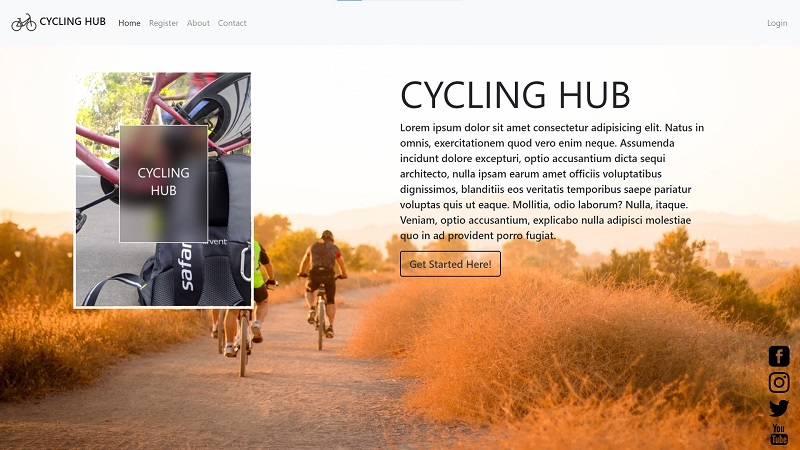 CYCLING HUB Home Register About Contact Login
CYCLING
HUB
safari
vent
CYCLING HUB
Lorem ipsum dolor sit amet consectetur adipisicing elit. Natus in
omnis, exercitationem quod vero enim neque. Assumenda
incidunt dolore excepturi, optio accusantium dicta sequi
architecto, nulla ipsam earum amet officiis voluptatibus
dignissimos, blanditiis eos veritatis temporibus saepe pariatur
voluptas quis ut eaque. Mollitia, odio laborum? Nulla, itaque.
Veniam, optio accusantium, explicabo nulla adipisci molestiae
quo in ad provident porro fugiat.
Get Started Here!
You
Tube